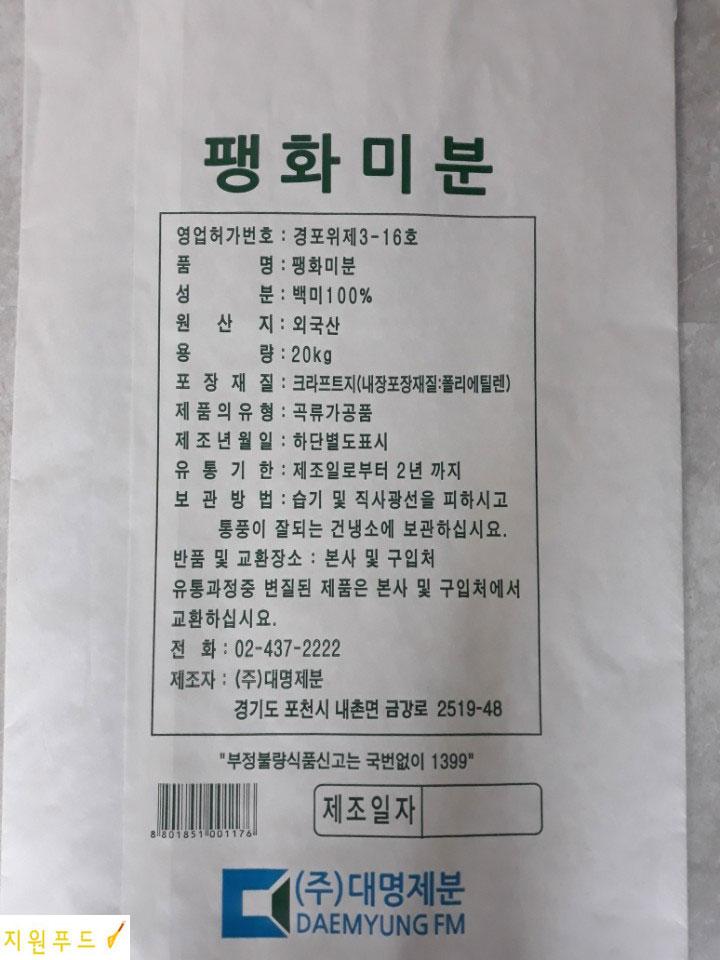 팽화미분
영업허가번호 : 경포위제3-16호
품 명 : 팽화미분
성 분 : 백미100%
원 산 지 : 외국산
용 량 : 20kg
포 장 재 질 : 크라프트지(내장포장재질:폴리에틸렌)
제품의유형 : 곡류가공품
제조년월일 : 하단별도표시
유 통 기 한 : 제조일로부터 2년 까지
보 관 방 법 : 습기 및 직사광선을 피하시고
통풍이 잘되는 건냉소에 보관하십시요.
반품 및 교환장소 : 본사 및 구입처
유통과정중 변질된 제품은 본사 및 구입처에서
교환하십시요.
전 화 : 02-437-2222
제조자 : (주)대명제분
경기도 포천시 내촌면 금강로 2519-48
"부정불량식품신고는 국번없이 1399"
제조일자
8 801851 001176
(주)대명제분
DAEMYUNG FM
지원푸드